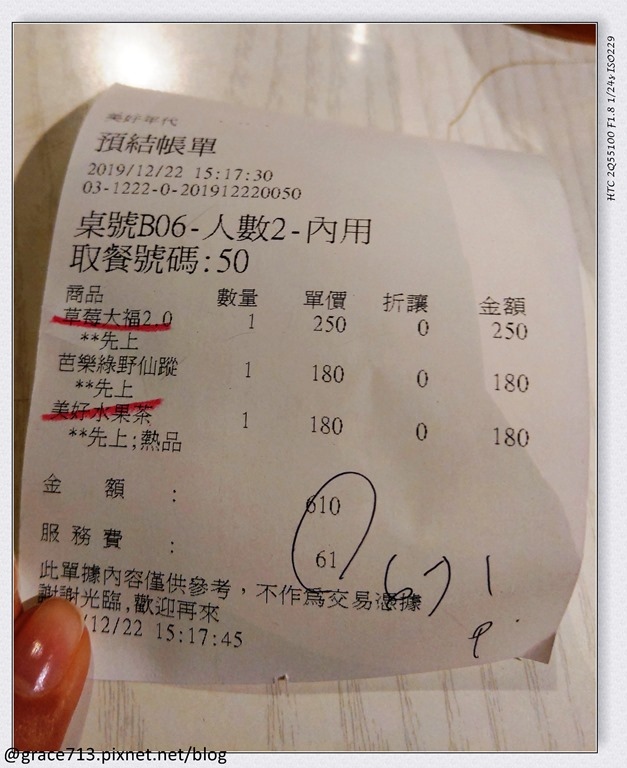 美好年代
預結帳單
2019/12/22 15:17:30
03-1222-0-201912220050
桌號B06-人數2-內用
取餐號碼:50
商品 數量 單價 折讓 金額
草莓大福2.0 1 250 0 250
**先上
芭樂綠野仙蹤 1 180 0 180
**先上
美好水果茶 1 180 0 180
**先上;熱品
金額: 610
服務費: 61
671
此單據內容僅供參考，不作為交易憑據
謝謝光臨,歡迎再來
/12/22 15:17:45
HTC 2Q55100 F1.8 1/24s ISO229
@grace713.pixnet.net/blog